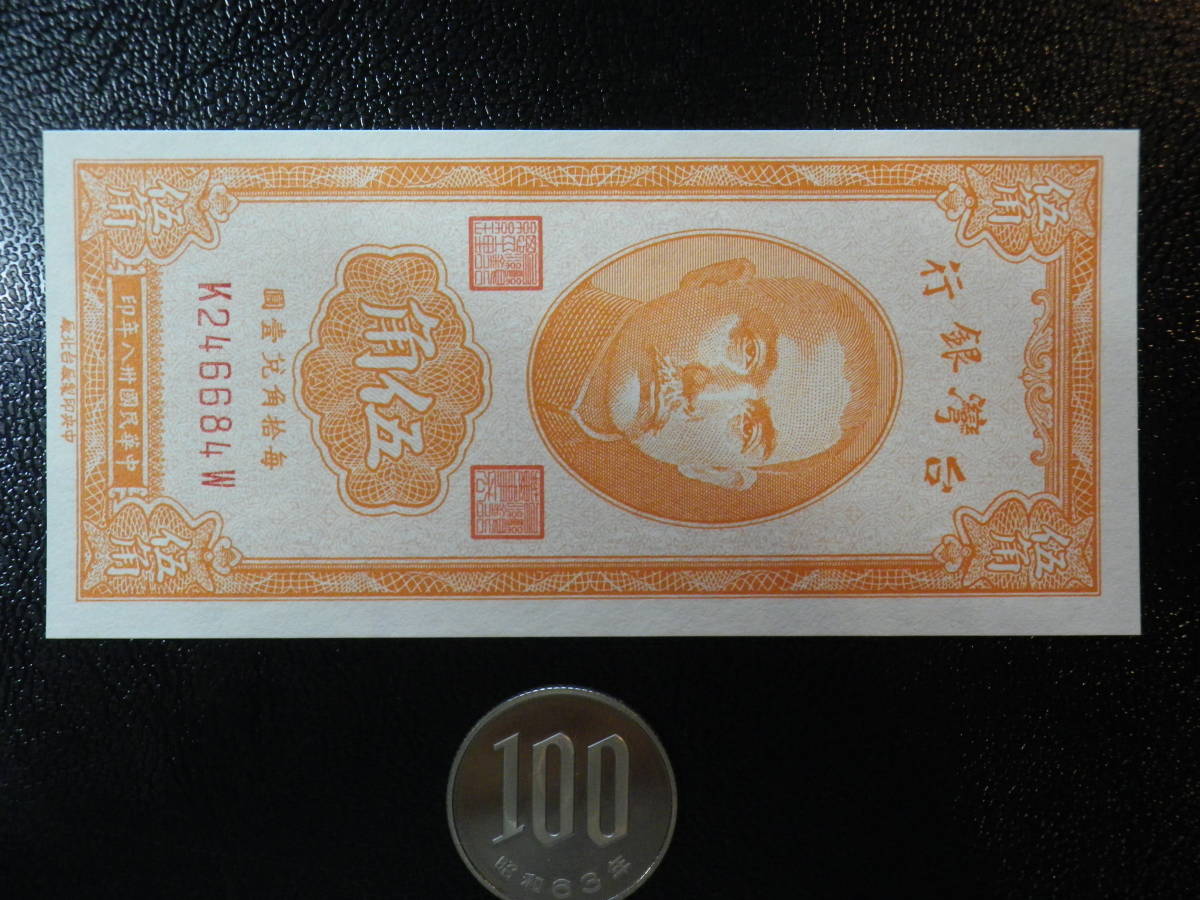 台灣銀行
伍角
伍角
伍角
每拾角兌壹圓
K246684W
伍角
伍角
中華民國卅八年印
中央印製廠台北廠
100
昭和63年